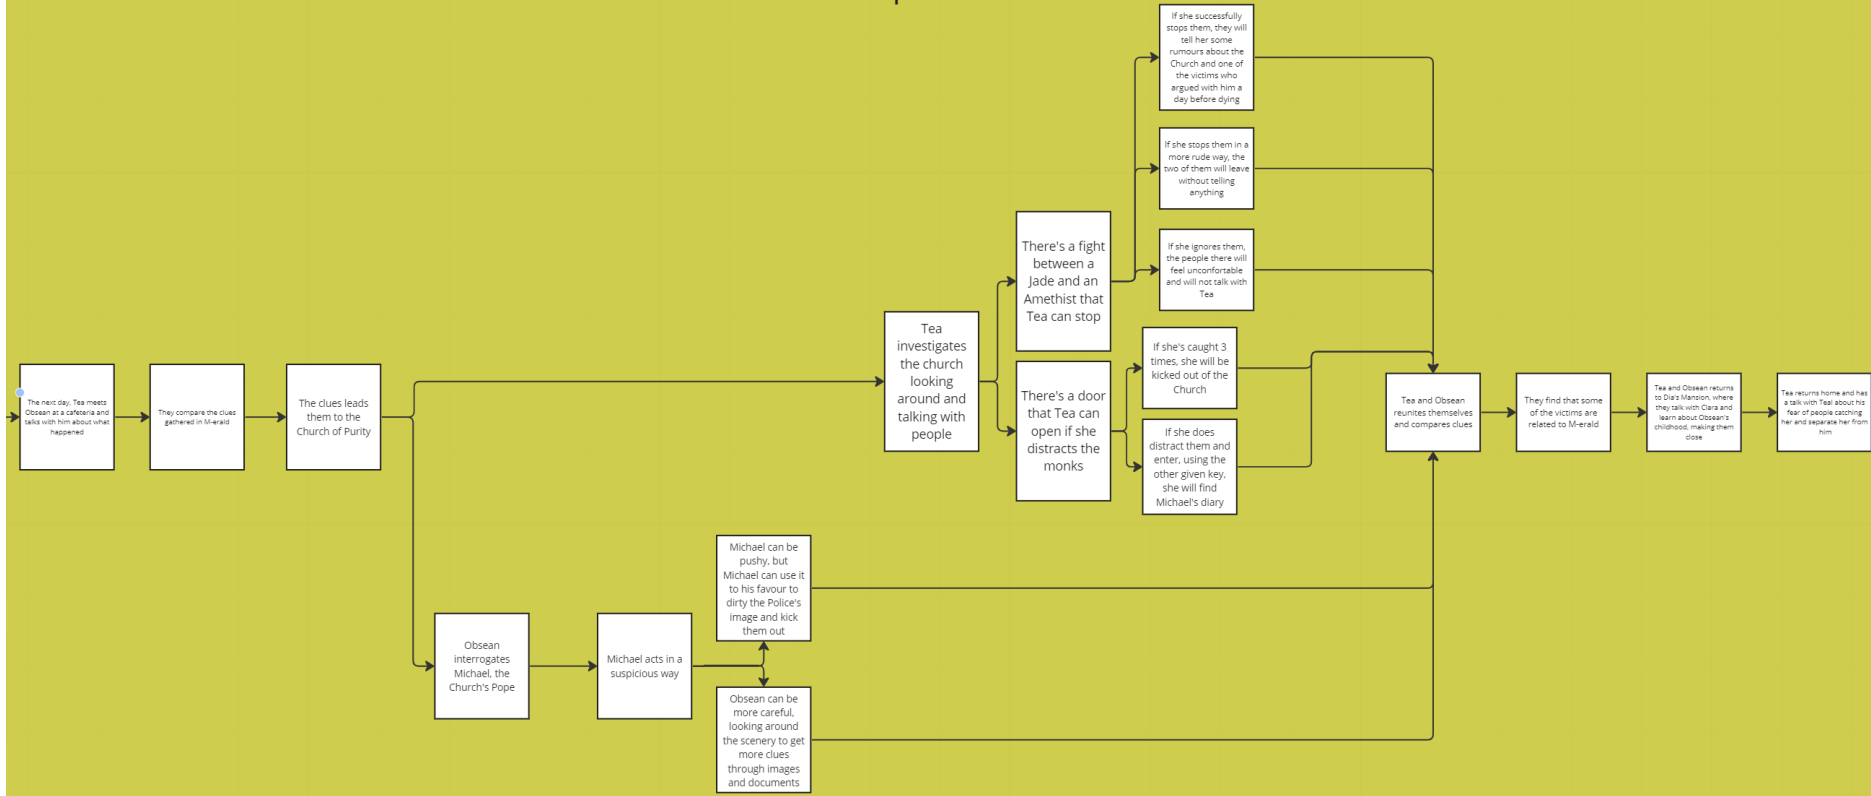 The next day, Tea meets
Obsean at a cafeteria and
talks with him about what
happened
They compare the clues
gathered in M-erald
The clues leads
them to the
Church of Purity
Tea
investigates
the church
looking
around and
talking with
people
There's a fight
between a
Jade and an
Amethist that
Tea can stop
If she successfully
stops them, they will
tell her some
rumours about the
Church and one of
the victims who
argued with him a
day before dying
If she stops them in a
more rude way, the
two of them will leave
without telling
anything
If she ignores them,
the people there will
feel unconfortable
and will not talk with
Tea
There's a door
that Tea can
open if she
distracts the
monks
If she's caught 3
times, she will be
kicked out of the
Church
If she does
distract them and
enter, using the
other given key,
she will find
Michael's diary
Obsean
interrogates
Michael, the
Church's Pope
Michael acts in a
suspicious way
Michael can be
pushy, but
Michael can use it
to his favour to
dirty the Police's
image and kick
them out
Obsean can be
more careful,
looking around
the scenery to get
more clues
through images
and documents
Tea and Obsean
reunites themselves
and compares clues
They find that some
of the victims are
related to M-erald
Tea and Obsean returns
to Dia's Mansion, where
they talk with Clara and
learn about Obsean's
childhood, making them
close
Tea returns home and has
a talk with Teal about his
fear of people catching
her and separate her from
him